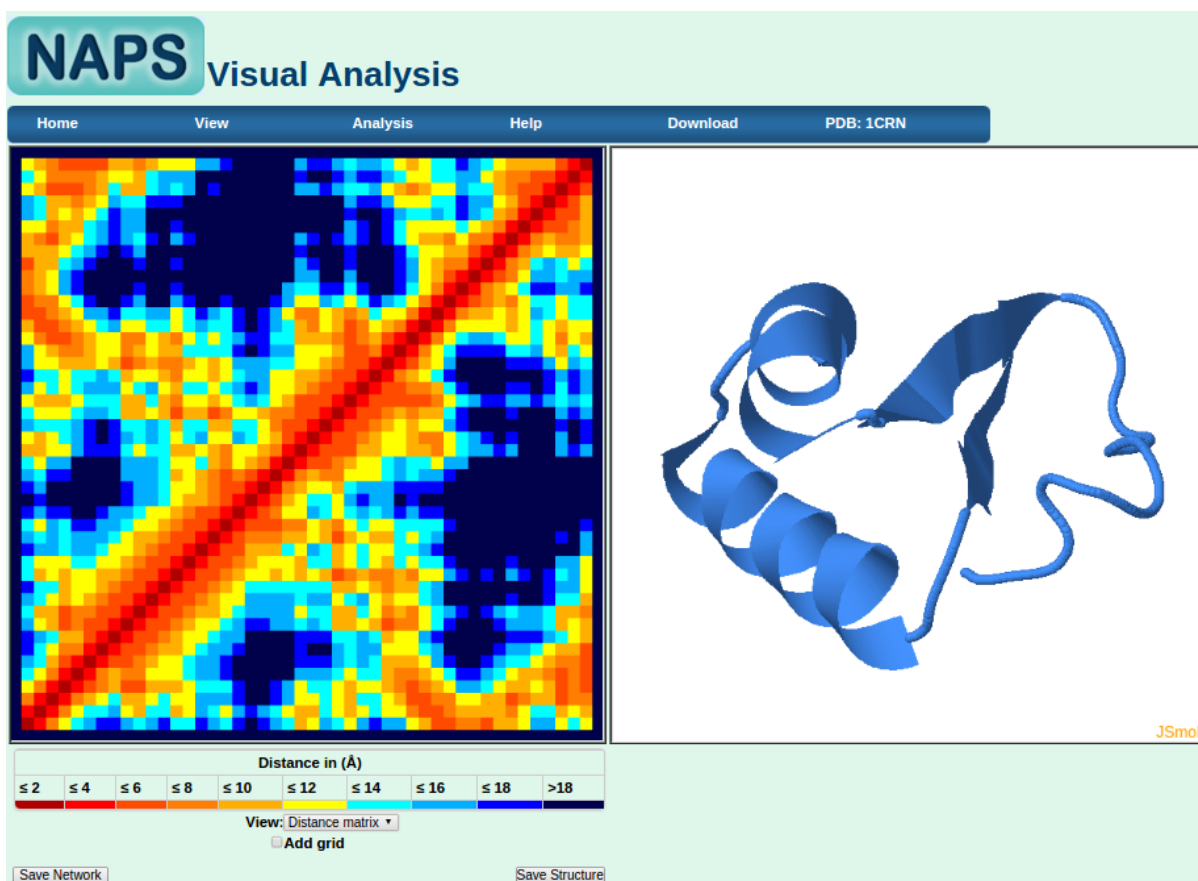 NAPS Visual Analysis
Home View Analysis Help Download PDB: 1CRN
JSmol
Distance in (Å)
≤ 2 ≤ 4 ≤ 6 ≤ 8 ≤ 10 ≤ 12 ≤ 14 ≤ 16 ≤ 18 >18
View: Distance matrix
Add grid
Save Network Save Structure